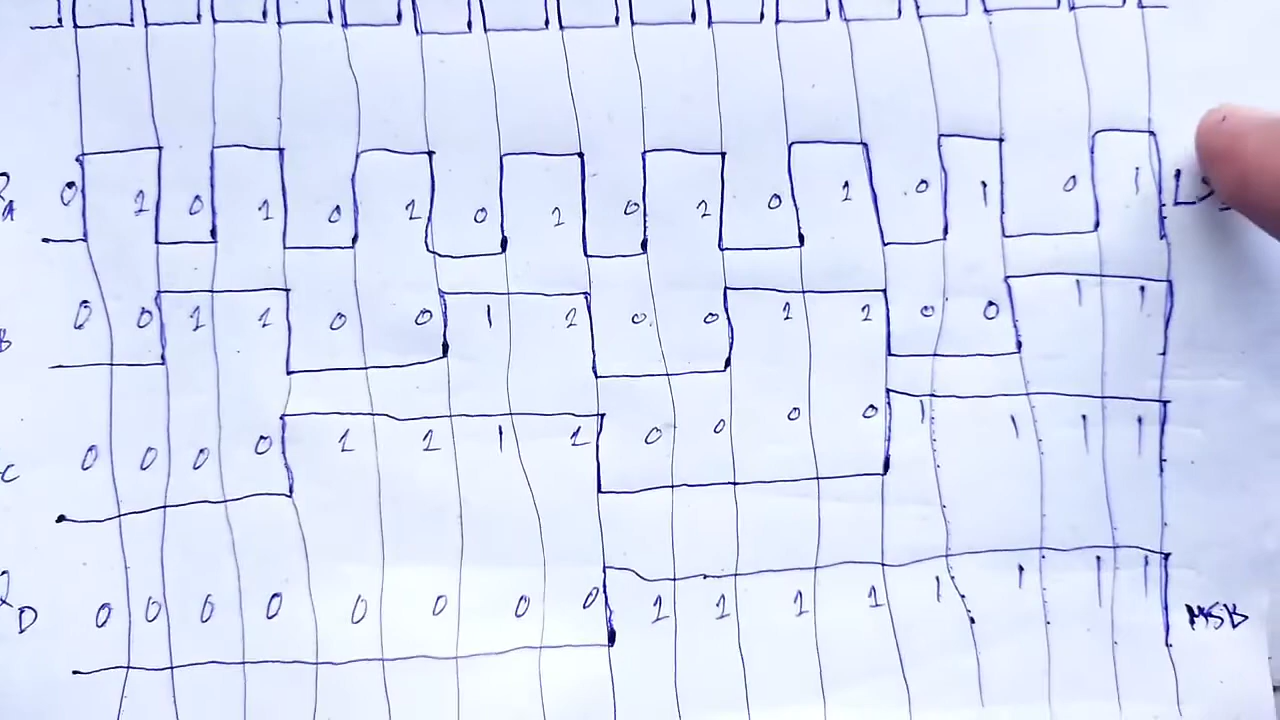 A 0 1 0 1 0 1 0 1 0 1 0 1 0 1 0 1
B 0 0 1 1 0 0 1 1 0 0 1 1 0 0 1 1
C 0 0 0 0 1 1 1 1 0 0 0 0 1 1 1 1
D 0 0 0 0 0 0 0 0 1 1 1 1 1 1 1 1 MSB